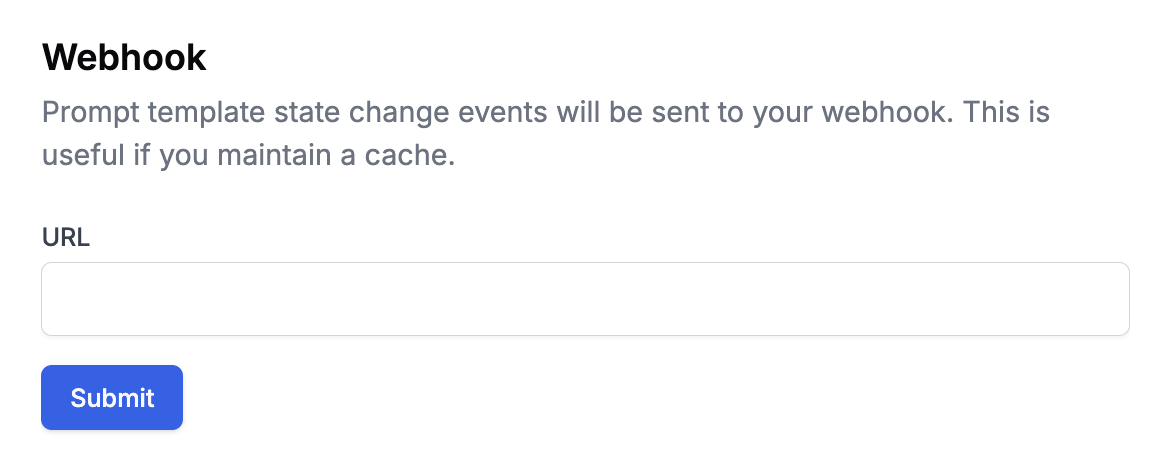 Webhook
Prompt template state change events will be sent to your webhook. This is
useful if you maintain a cache.
URL
Submit